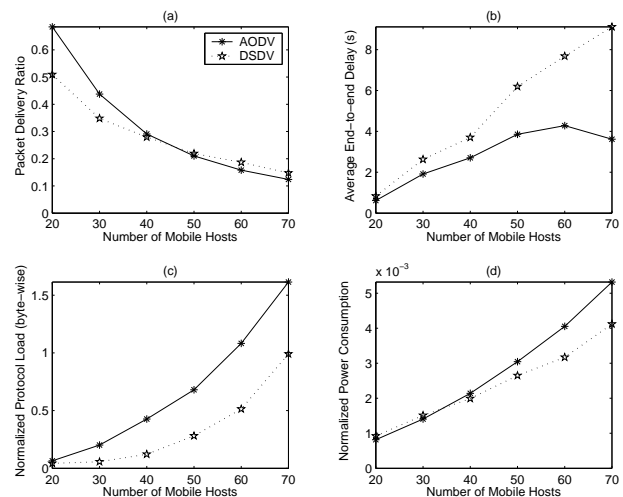 (a)
Packet Delivery Ratio
0.6
0.5
0.4
0.3
0.2
0.1
0
20 30 40 50 60 70
Number of Mobile Hosts
AODV
DSDV
(b)
Average End−to−end Delay (s)
8
6
4
2
0
20 30 40 50 60 70
Number of Mobile Hosts
(c)
Normalized Protocol Load (byte−wise)
1.5
1
0.5
0
20 30 40 50 60 70
Number of Mobile Hosts
(d)
x 10−3
Normalized Power Consumption
5
4
3
2
1
0
20 30 40 50 60 70
Number of Mobile Hosts